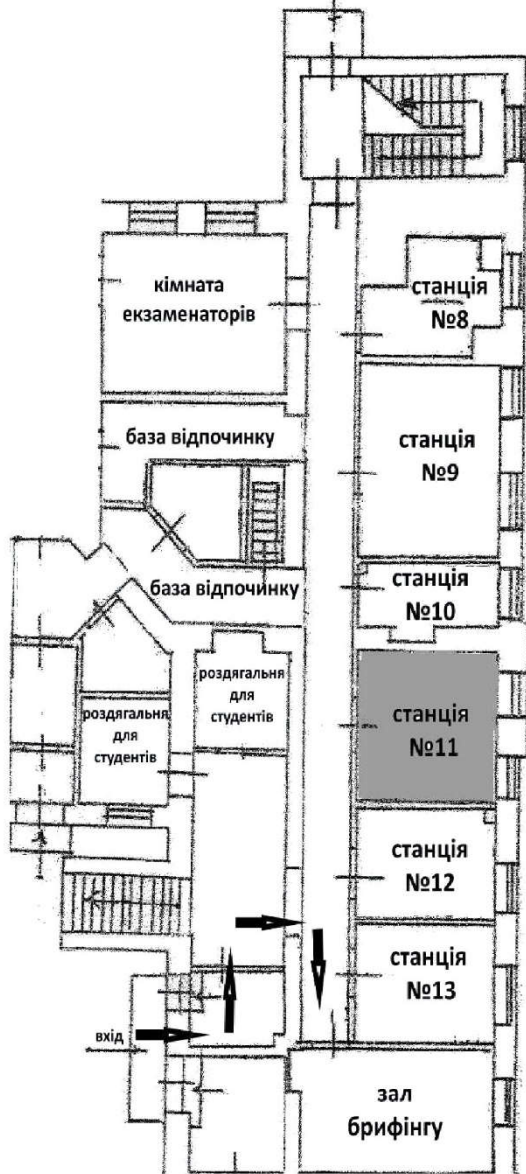 кімната
екзаменаторів
станція
№8
база відпочинку
станція
№9
база відпочинку
станція
№10
роздягальня
для
студентів
роздягальня
для
студентів
станція
№11
станція
№12
станція
№13
вхід
зал
брифінгу